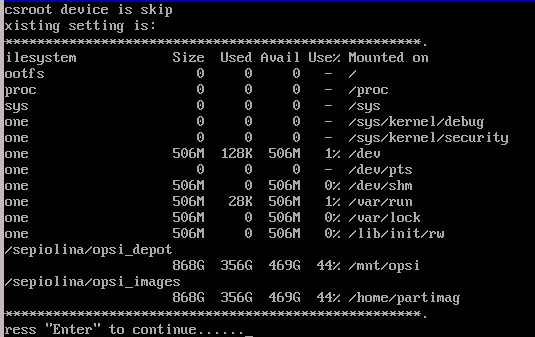 csroot device is skip
xisting setting is:
****************************************************.
ilesystem Size Used Avail Use% Mounted on
ootfs 0 0 0 - /
proc 0 0 0 - /proc
sys 0 0 0 - /sys
one 0 0 0 - /sys/kernel/debug
one 0 0 0 - /sys/kernel/security
one 506M 128K 506M 1% /dev
one 0 0 0 - /dev/pts
one 506M 0 506M 0% /dev/shm
one 506M 28K 506M 1% /var/run
one 506M 0 506M 0% /var/lock
one 506M 0 506M 0% /lib/init/rw
/sepiolina/opsi_depot
868G 356G 469G 44% /mnt/opsi
/sepiolina/opsi_images
868G 356G 469G 44% /home/partimag
****************************************************.
ress "Enter" to continue......_